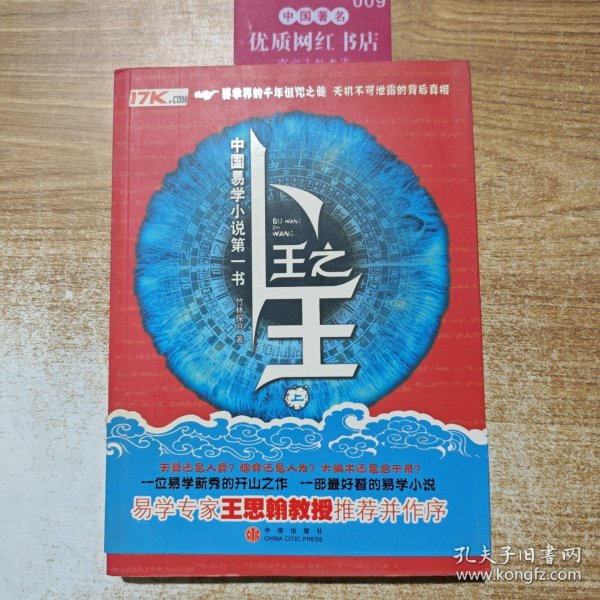 009
中国著名
优质网红书店
17K.COM
易学界的千年诅咒之谜 天机不可泄露的背后真相
中国易学小说第一书
卜王之王
BU WANG
ZHI
WANG
竹林探月 著
上
天算还是人算？宿命还是人为？大骗术还是启示录？
一位易学新秀的开山之作 一部最好看的易学小说
易学专家王思翰教授推荐并作序
中信出版社
CHINA CITIC PRESS
孔夫子旧书网
www.kongfz.com